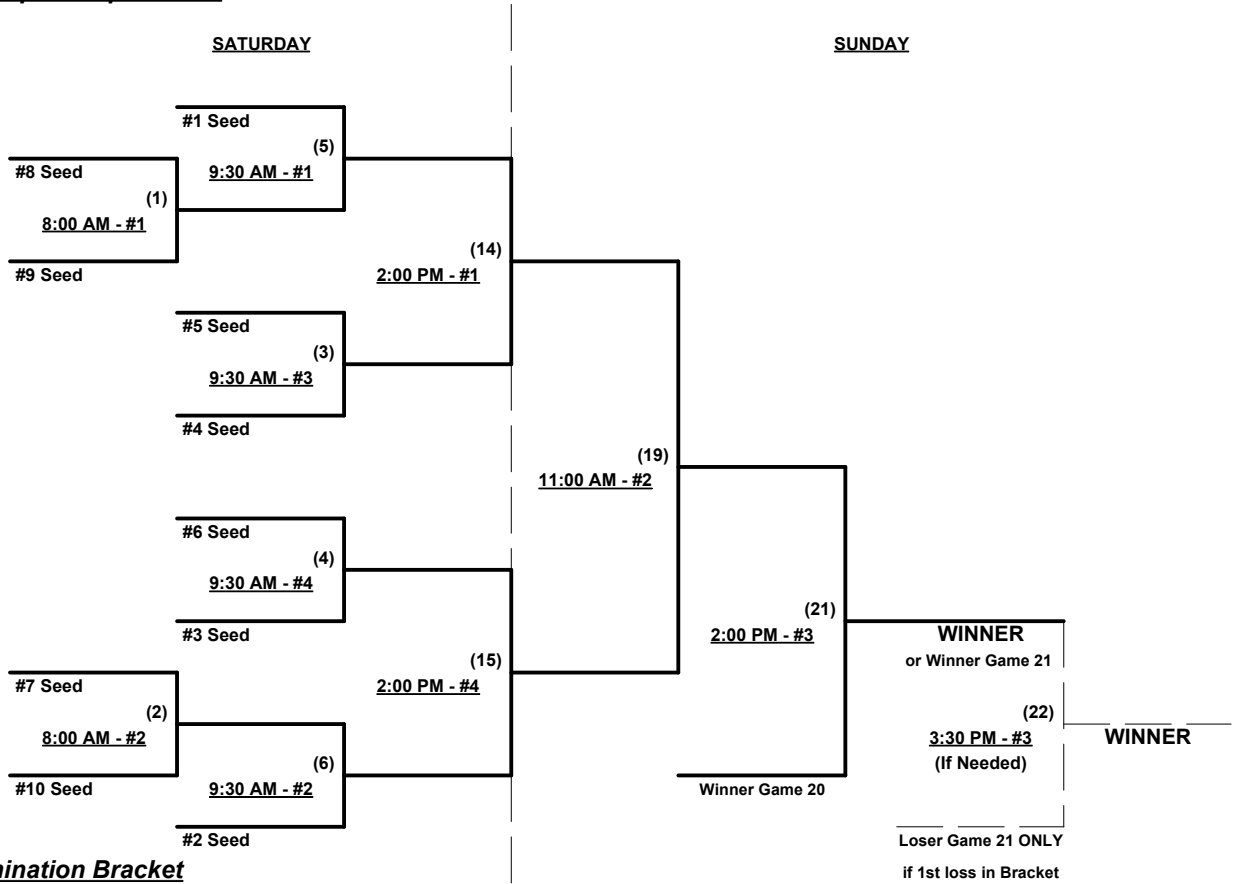 SATURDAY
SUNDAY
#1 Seed
(5)
9:30 AM - #1
#8 Seed
(1)
8:00 AM - #1
#9 Seed
(14)
2:00 PM - #1
#5 Seed
(3)
9:30 AM - #3
#4 Seed
(19)
11:00 AM - #2
#6 Seed
(4)
9:30 AM - #4
#3 Seed
(21)
2:00 PM - #3
WINNER
or Winner Game 21
(15)
2:00 PM - #4
#7 Seed
(2)
8:00 AM - #2
#10 Seed
(22)
3:30 PM - #3
(If Needed)
WINNER
(6)
9:30 AM - #2
#2 Seed
Winner Game 20
Loser Game 21 ONLY
if 1st loss in Bracket
mination Bracket